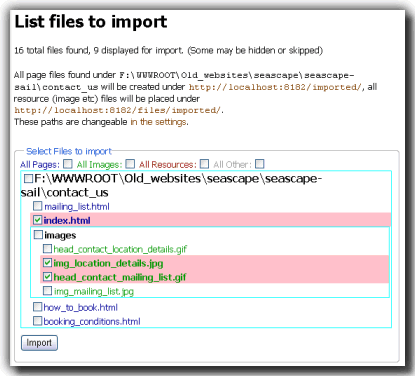 List files to import
16 total files found, 9 displayed for import. (Some may be hidden or skipped)
All page files found under F:\WWWROOT\Old_websites\seascape\seascape-
sail\contact_us will be created under http://localhost:8182/imported/, all
resource (image etc) files will be placed under
http://localhost:8182/files/imported/.
These paths are changeable in the settings.
Select Files to import
All Pages: All Images: All Resources: All Other:
F:\WWWROOT\Old_websites\seascape\seascape-
sail\contact_us
mailing_list.html
index.html
images
head_contact_location_details.gif
img_location_details.jpg
head_contact_mailing_list.gif
img_mailing_list.jpg
how_to_book.html
booking_conditions.html
Import